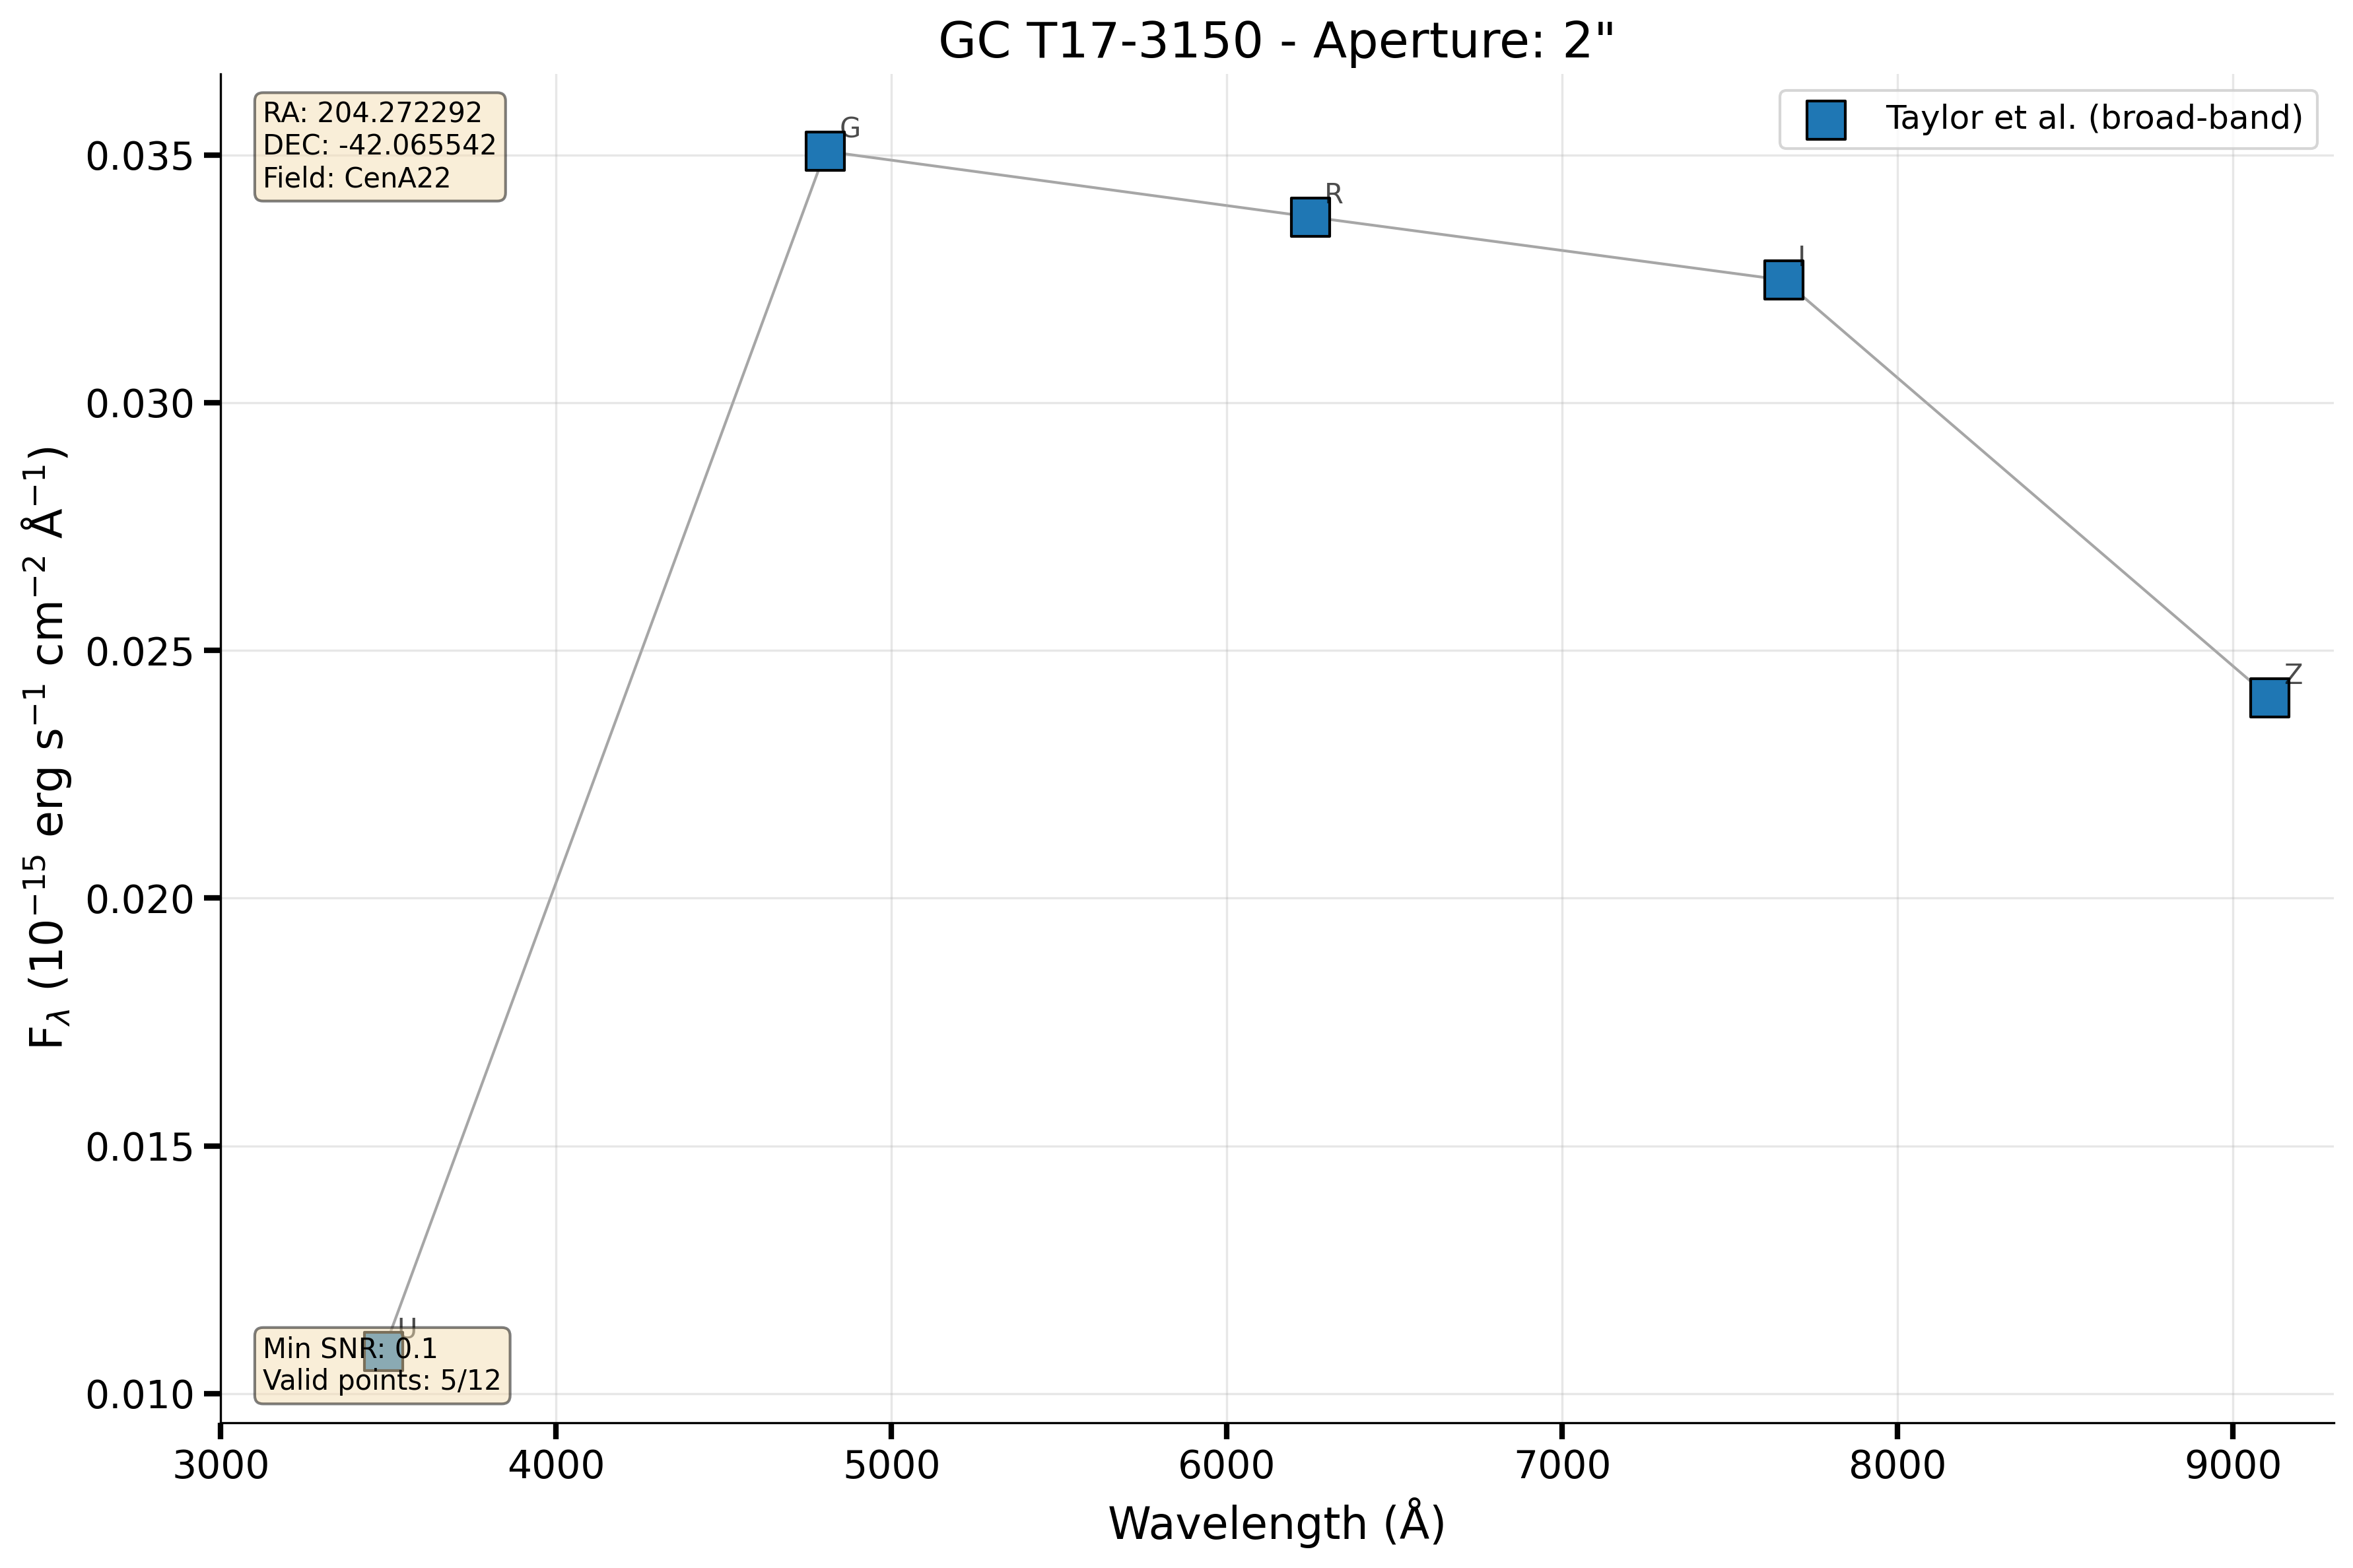 GC T17-3150 - Aperture: 2"
RA: 204.272292
DEC: -42.065542
Field: CenA22
Taylor et al. (broad-band)
G
R
I
Z
U
Min SNR: 0.1
Valid points: 5/12
0.035
0.030
0.025
0.020
0.015
0.010
F_λ (10⁻¹⁵ erg s⁻¹ cm⁻² Å⁻¹)
3000 4000 5000 6000 7000 8000 9000
Wavelength (Å)